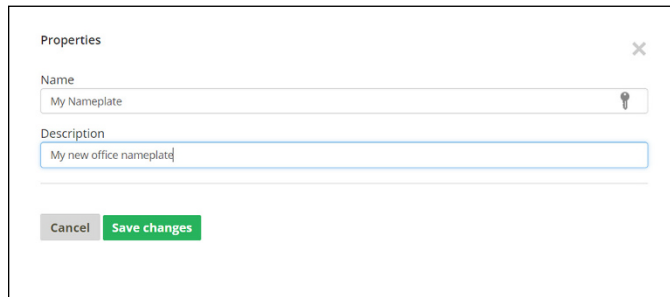 Properties
Name
My Nameplate
Description
My new office nameplate
Cancel Save changes